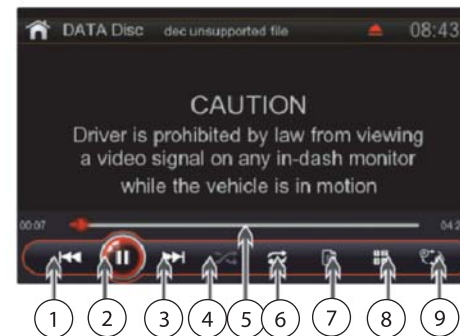 DATA Disc dec unsupported file 08:43
CAUTION
Driver is prohibited by law from viewing
a video signal on any in-dash monitor
while the vehicle is in motion
00:07 04:2
1 2 3 4 5 6 7 8 9